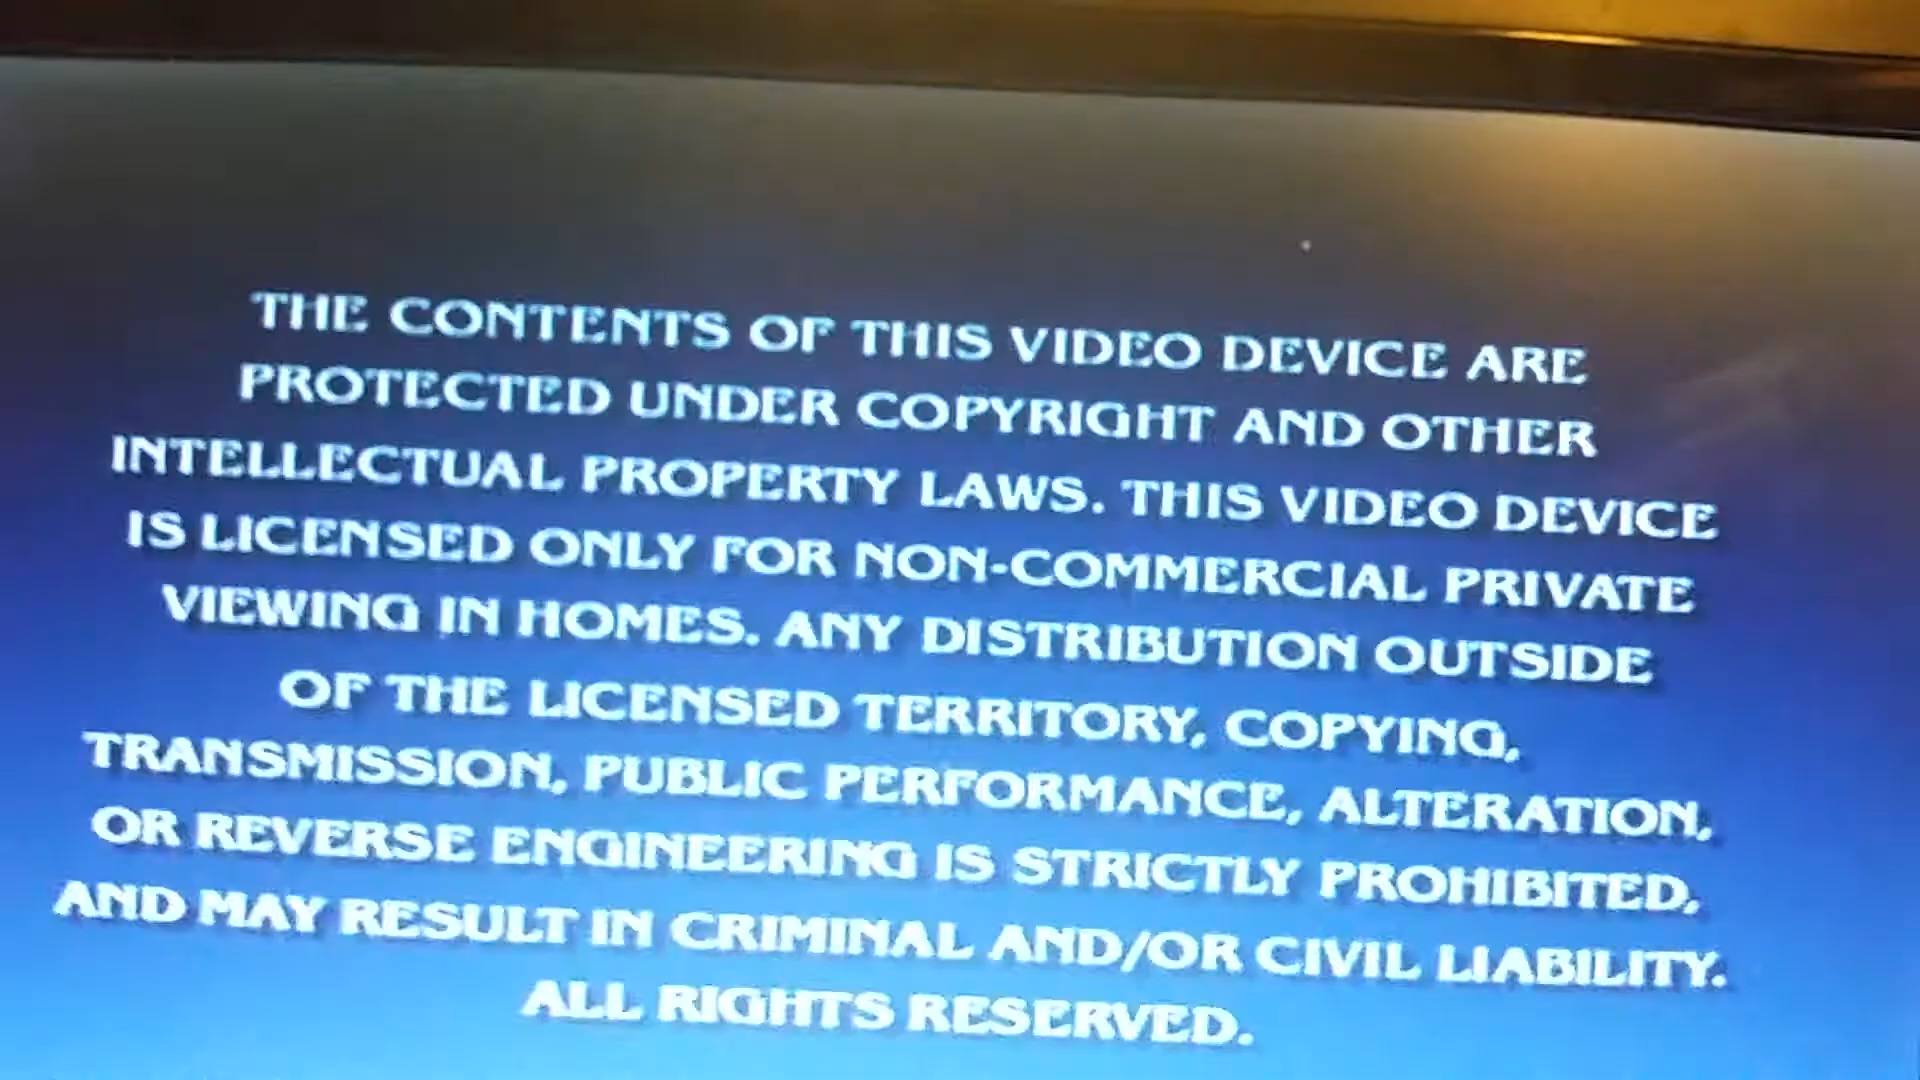 THE CONTENTS OF THIS VIDEO DEVICE ARE
PROTECTED UNDER COPYRIGHT AND OTHER
INTELLECTUAL PROPERTY LAWS. THIS VIDEO DEVICE
IS LICENSED ONLY FOR NON-COMMERCIAL PRIVATE
VIEWING IN HOMES. ANY DISTRIBUTION OUTSIDE
OF THE LICENSED TERRITORY, COPYING,
TRANSMISSION, PUBLIC PERFORMANCE, ALTERATION,
OR REVERSE ENGINEERING IS STRICTLY PROHIBITED,
AND MAY RESULT IN CRIMINAL AND/OR CIVIL LIABILITY.
ALL RIGHTS RESERVED.